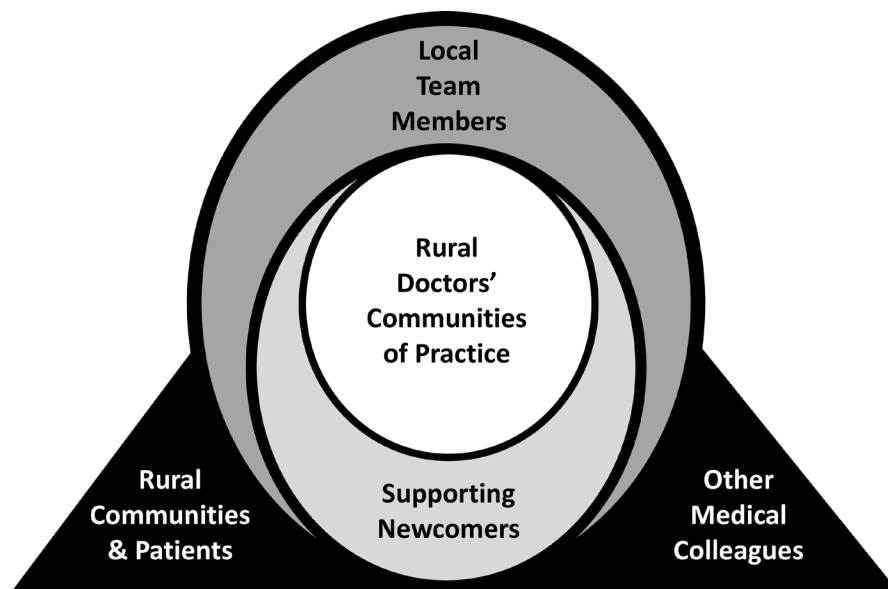 Local
Team
Members
Rural
Doctors’
Communities
of Practice
Supporting
Newcomers
Rural
Communities
& Patients
Other
Medical
Colleagues